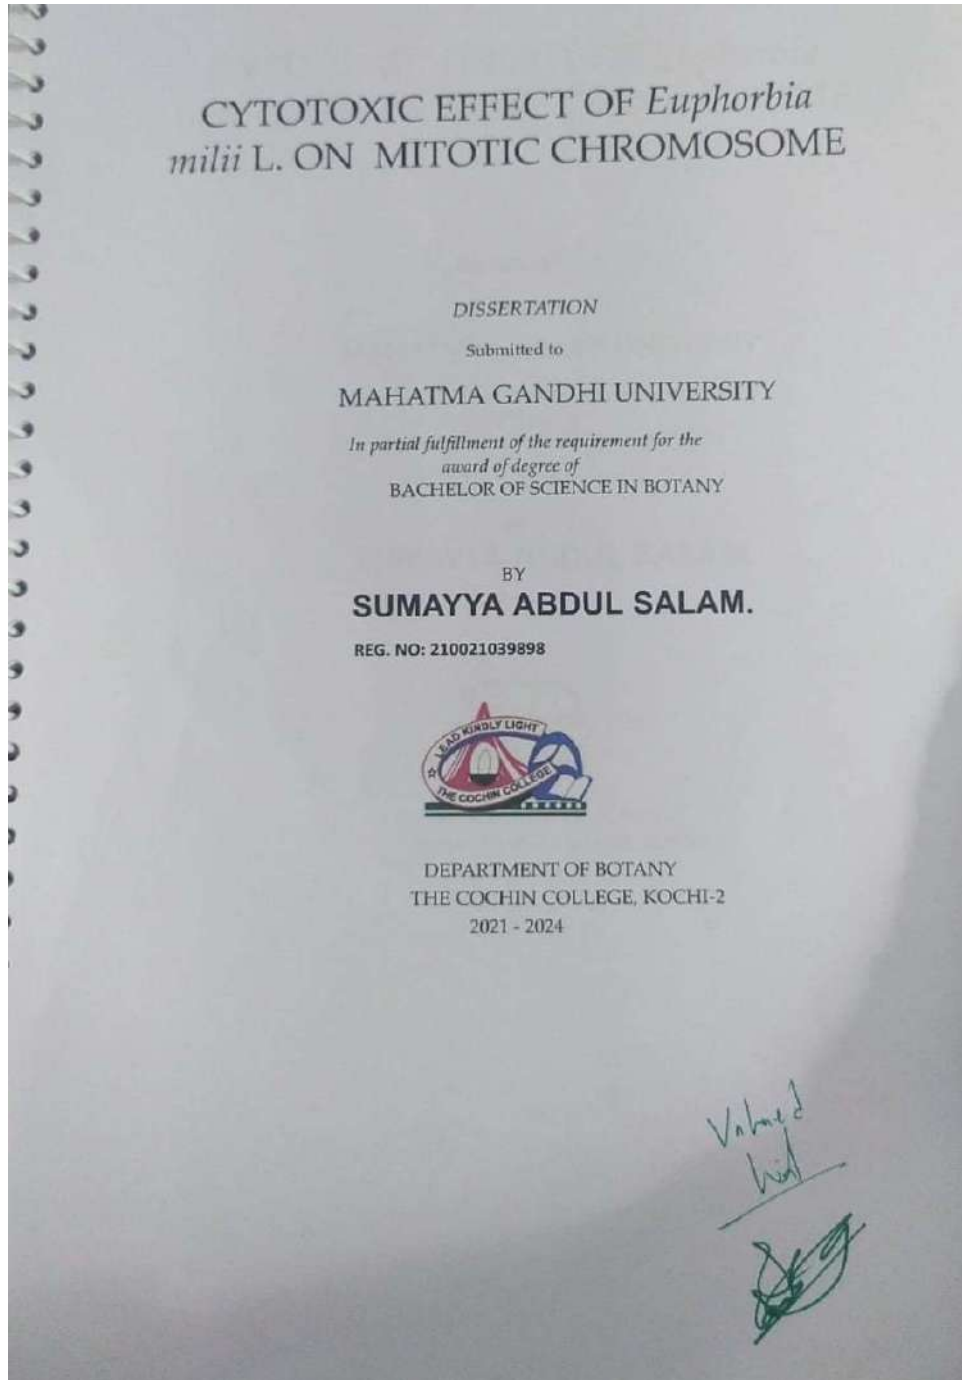 CYTOTOXIC EFFECT OF Euphorbia
milii L. ON MITOTIC CHROMOSOME
DISSERTATION
Submitted to
MAHATMA GANDHI UNIVERSITY
In partial fulfillment of the requirement for the
award of degree of
BACHELOR OF SCIENCE IN BOTANY
BY
SUMAYYA ABDUL SALAM.
REG. NO: 210021039898
LEAD KINDLY LIGHT
THE COCHIN COLLEGE
DEPARTMENT OF BOTANY
THE COCHIN COLLEGE, KOCHI-2
2021 - 2024